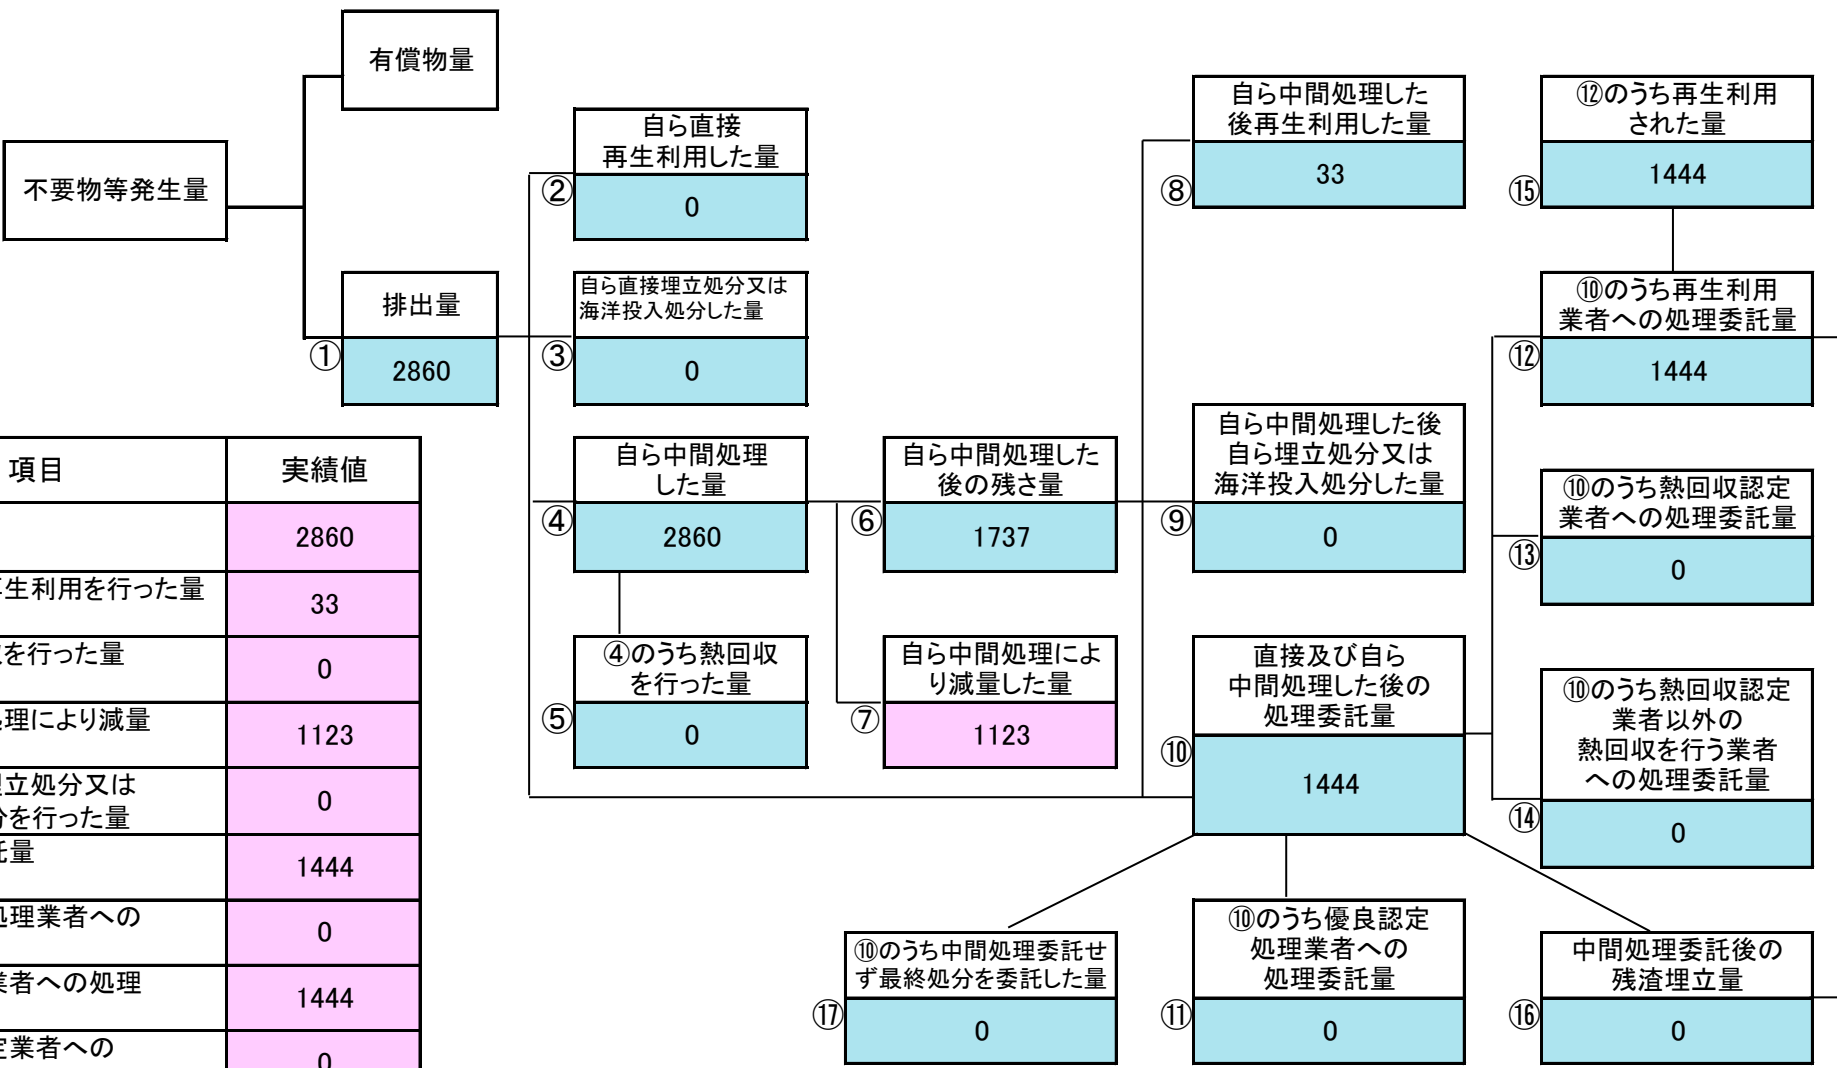 有償物量
不要物等発生量
排出量
①
2860
自ら直接
再生利用した量
②
0
自ら直接埋立処分又は
海洋投入処分した量
③
0
自ら中間処理
した量
④
2860
④のうち熱回収
を行った量
⑤
0
自ら中間処理した
後の残さ量
⑥
1737
自ら中間処理によ
り減量した量
⑦
1123
自ら中間処理した
後再生利用した量
⑧
33
自ら中間処理した後
自ら埋立処分又は
海洋投入処分した量
⑨
0
直接及び自ら
中間処理した後の
処理委託量
⑩
1444
⑫のうち再生利用
された量
⑮
1444
⑩のうち再生利用
業者への処理委託量
⑫
1444
⑩のうち熱回収認定
業者への処理委託量
⑬
0
⑩のうち熱回収認定
業者以外の
熱回収を行う業者
への処理委託量
⑭
0
⑩のうち中間処理委託せ
ず最終処分を委託した量
⑰
0
⑩のうち優良認定
処理業者への
処理委託量
⑪
0
中間処理委託後の
残渣埋立量
⑯
0
項目 実績値
2860
生利用を行った量
33
を行った量
0
理により減量
1123
立処分又は
を行った量
0
量
1444
処理業者への
0
業者への処理
1444
業者への
0